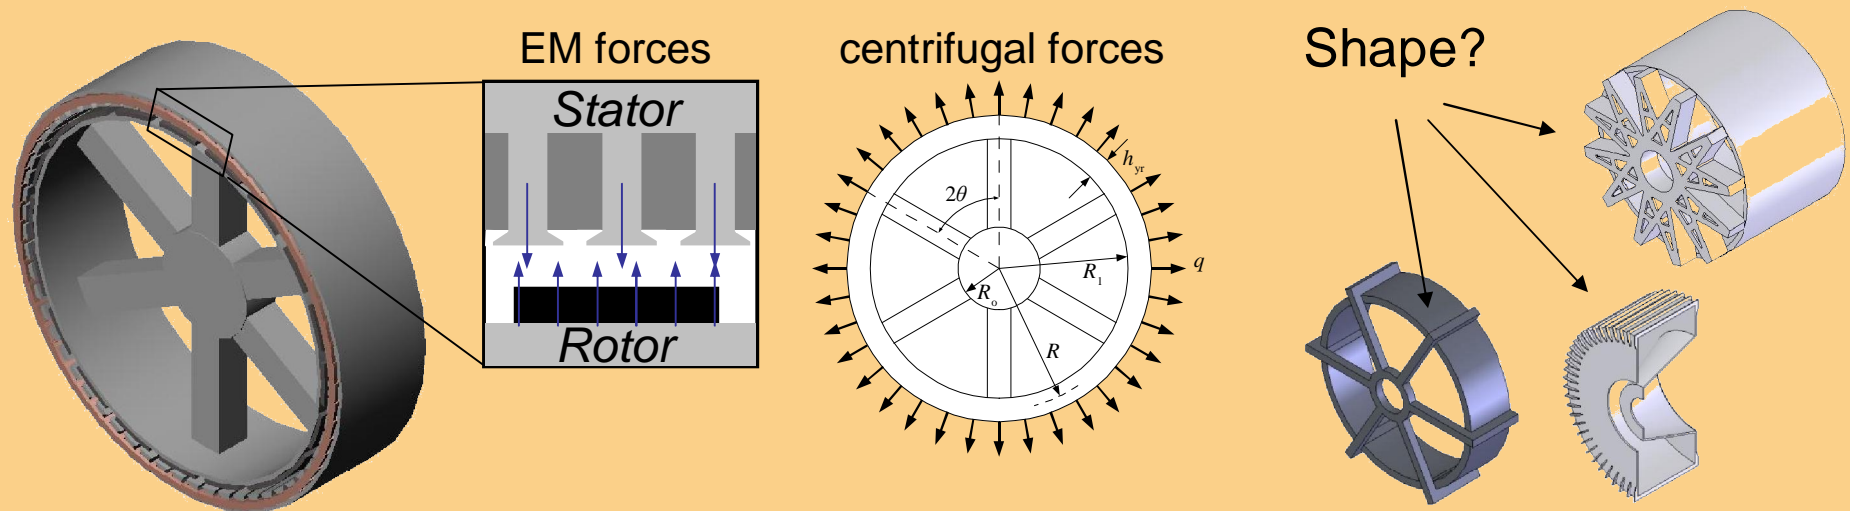 EM forces
centrifugal forces
Shape?
Stator
Rotor
2θ
h_yr
q
R_1
R_o
R